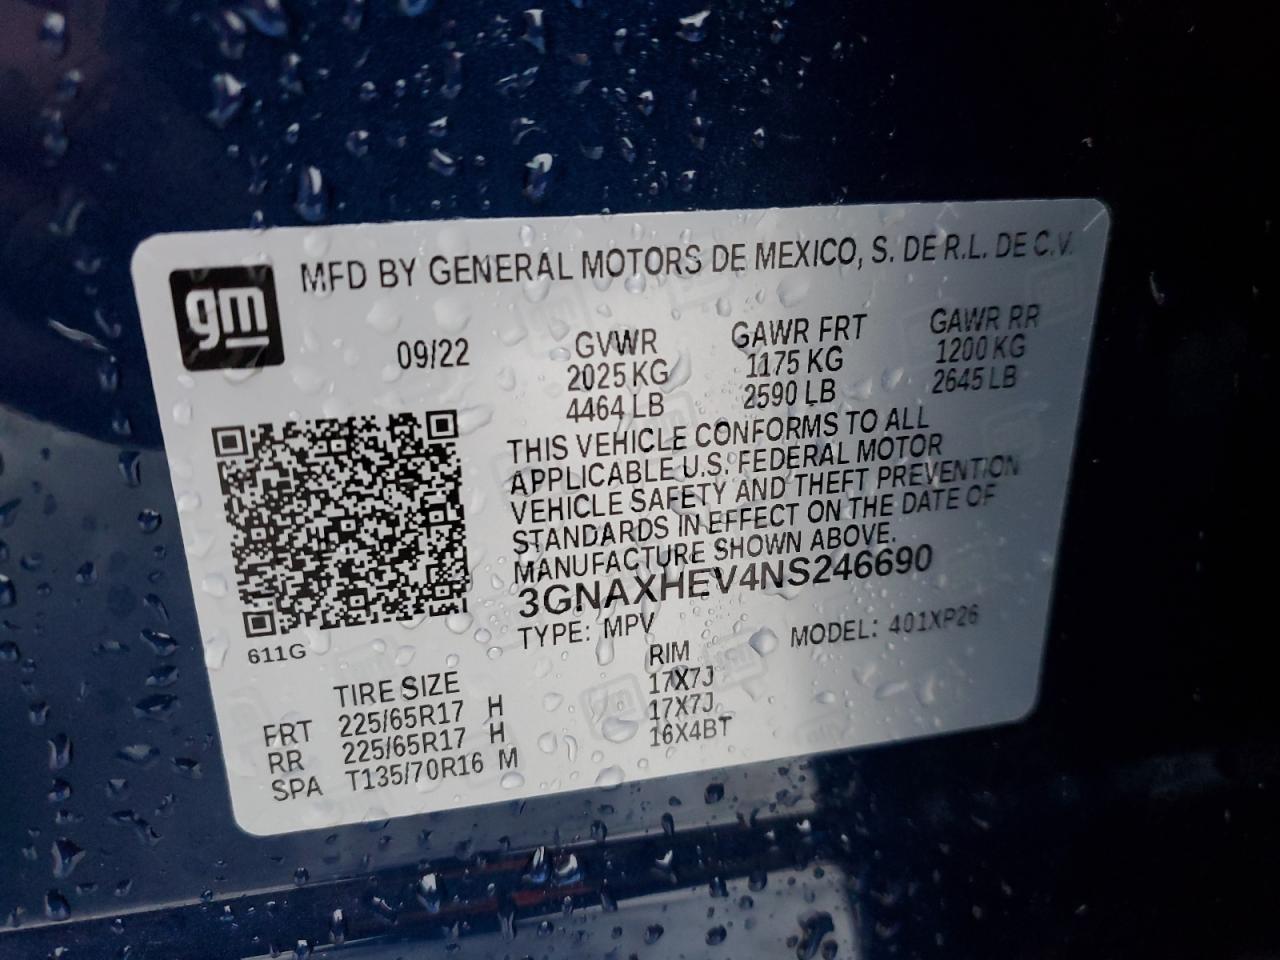 gm
MFD BY GENERAL MOTORS DE MEXICO, S. DE R.L. DE C.V.
09/22
GVWR GAWR FRT GAWR RR
2025 KG 1175 KG 1200 KG
4464 LB 2590 LB 2645 LB
THIS VEHICLE CONFORMS TO ALL
APPLICABLE U.S. FEDERAL MOTOR
VEHICLE SAFETY AND THEFT PREVENTION
STANDARDS IN EFFECT ON THE DATE OF
MANUFACTURE SHOWN ABOVE.
3GNAXHEV4NS246690
TYPE: MPV MODEL: 401XP26
611G
TIRE SIZE RIM
FRT 225/65R17 H 17X7J
RR 225/65R17 H 17X7J
SPA T135/70R16 M 16X4BT